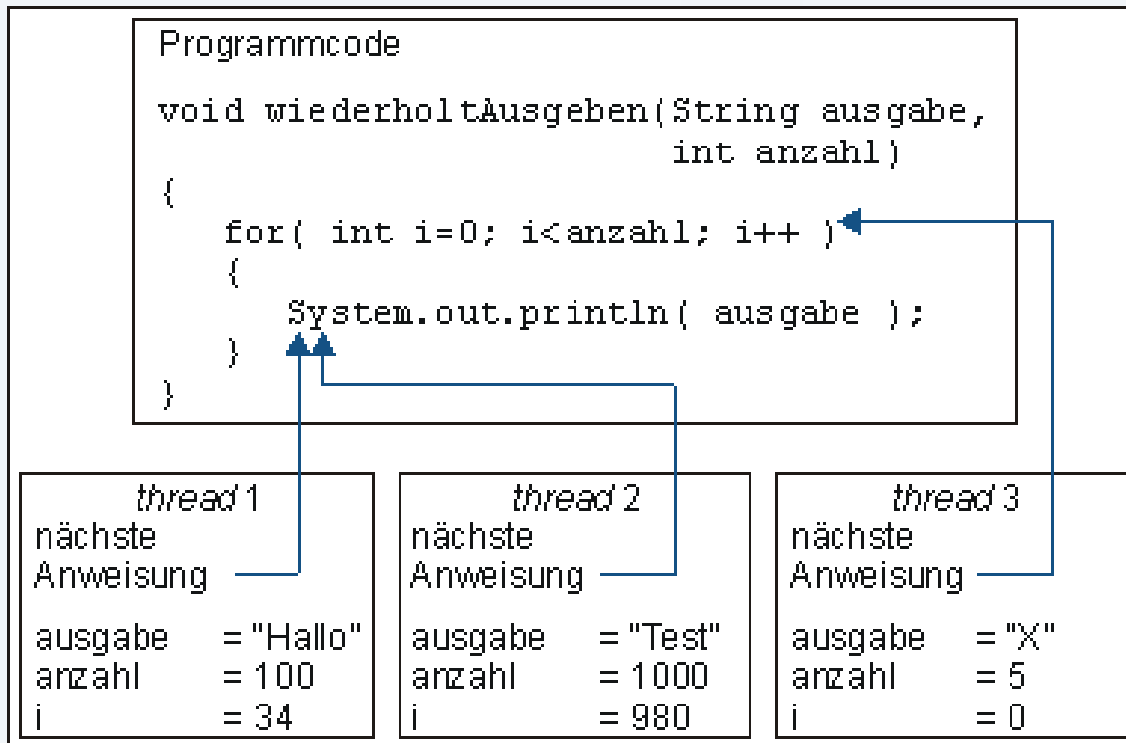 Programmcode
void wiederholtAusgeben(String ausgabe,
int anzahl)
{
for( int i=0; i<anzahl; i++ )
{
System.out.println( ausgabe );
}
}
thread 1
nächste
Anweisung
ausgabe = "Hallo"
anzahl = 100
i = 34
thread 2
nächste
Anweisung
ausgabe = "Test"
anzahl = 1000
i = 980
thread 3
nächste
Anweisung
ausgabe = "X"
anzahl = 5
i = 0